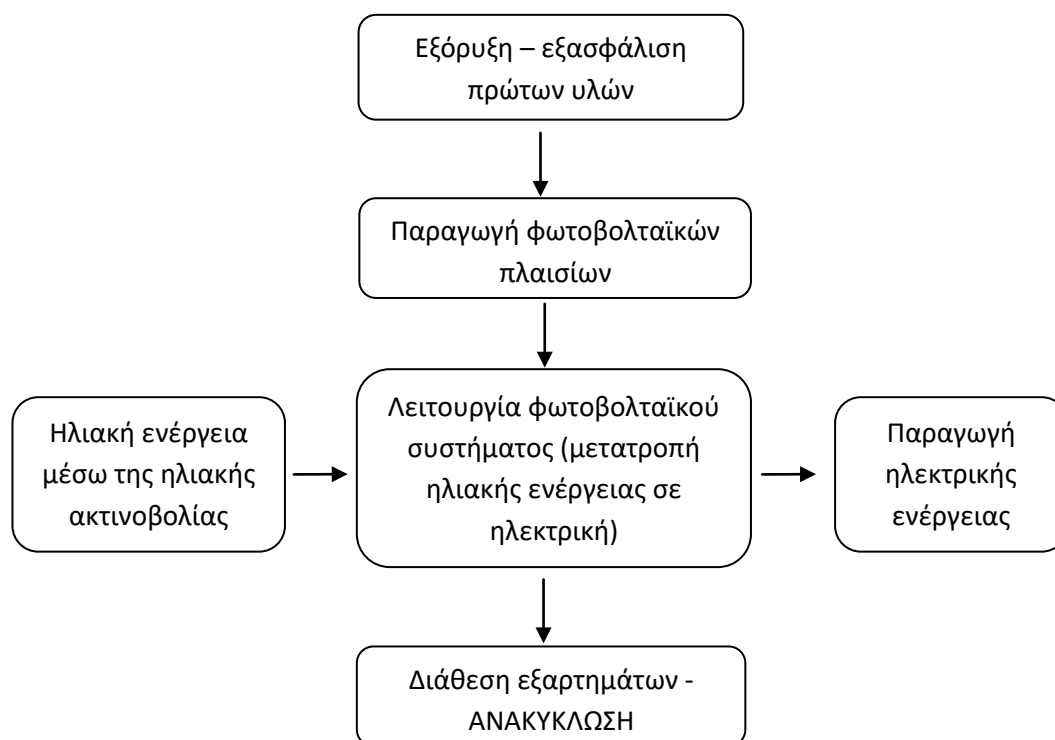 Εξόρυξη – εξασφάλιση
πρώτων υλών
Παραγωγή φωτοβολταϊκών
πλαισίων
Ηλιακή ενέργεια
μέσω της ηλιακής
ακτινοβολίας
Λειτουργία φωτοβολταϊκού
συστήματος (μετατροπή
ηλιακής ενέργειας σε
ηλεκτρική)
Παραγωγή
ηλεκτρικής
ενέργειας
Διάθεση εξαρτημάτων -
ΑΝΑΚΥΚΛΩΣΗ